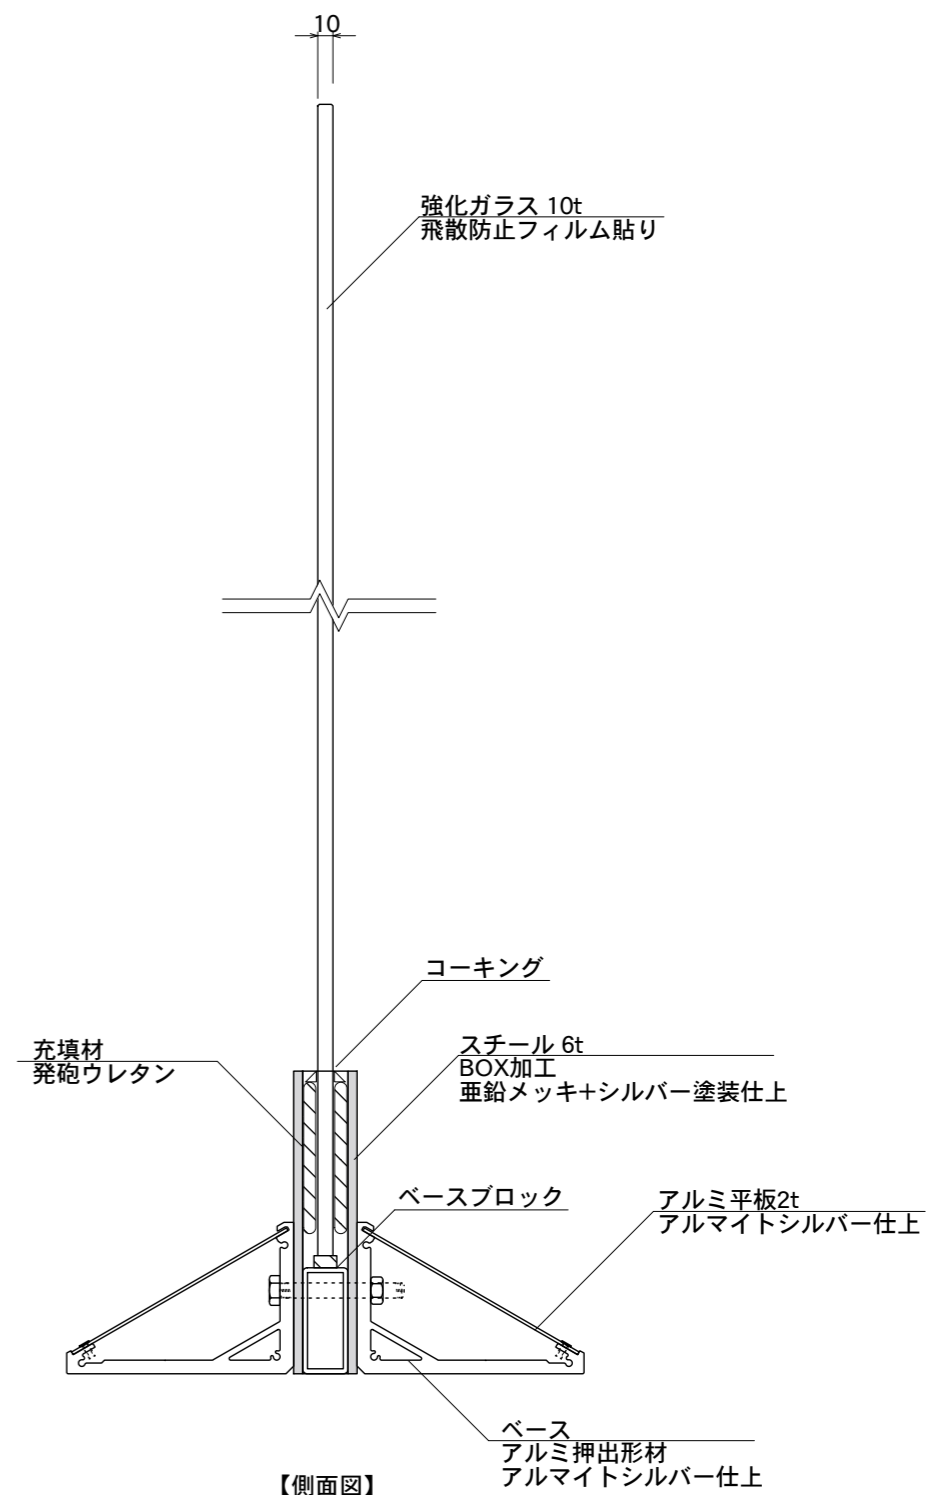 10
強化ガラス 10t
飛散防止フィルム貼り
コーキング
充填材
発砲ウレタン
スチール 6t
BOX加工
亜鉛メッキ+シルバー塗装仕上
ベースブロック
アルミ平板2t
アルマイトシルバー仕上
ベース
アルミ押出形材
アルマイトシルバー仕上
【側面図】